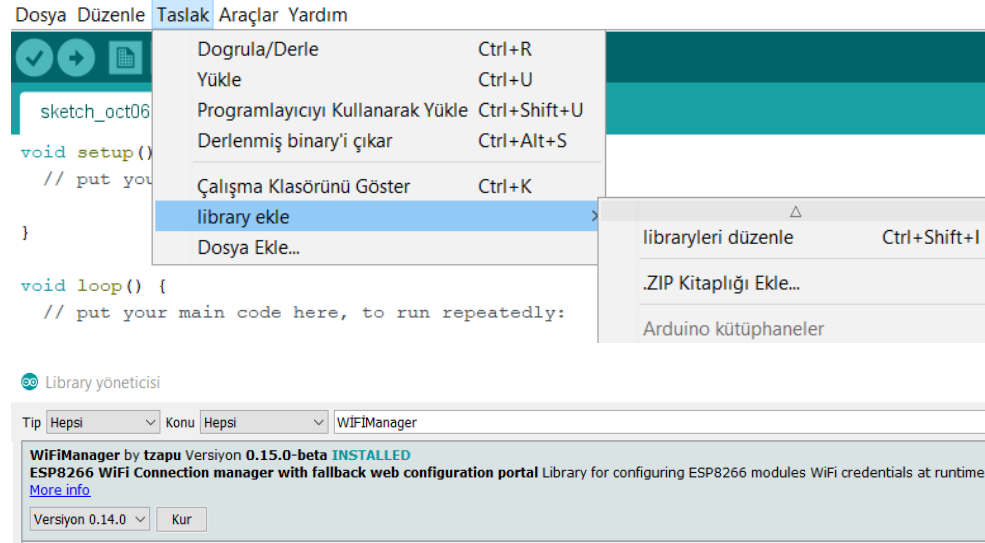 Dosya Düzenle Taslak Araçlar Yardım
Dogrula/Derle Ctrl+R
Yükle Ctrl+U
sketch_oct06
Programlayıcıyı Kullanarak Yükle Ctrl+Shift+U
Derlenmiş binary'i çıkar Ctrl+Alt+S
void setup()
// put you
Çalışma Klasörünü Göster Ctrl+K
library ekle
}
Dosya Ekle...
libraryleri düzenle Ctrl+Shift+I
.ZIP Kitaplığı Ekle...
Arduino kütüphaneler
void loop() {
// put your main code here, to run repeatedly:
Library yöneticisi
Tip Hepsi Konu Hepsi WİFİManager
WiFiManager by tzapu Versiyon 0.15.0-beta INSTALLED
ESP8266 WiFi Connection manager with fallback web configuration portal Library for configuring ESP8266 modules WiFi credentials at runtime
More info
Versiyon 0.14.0 Kur